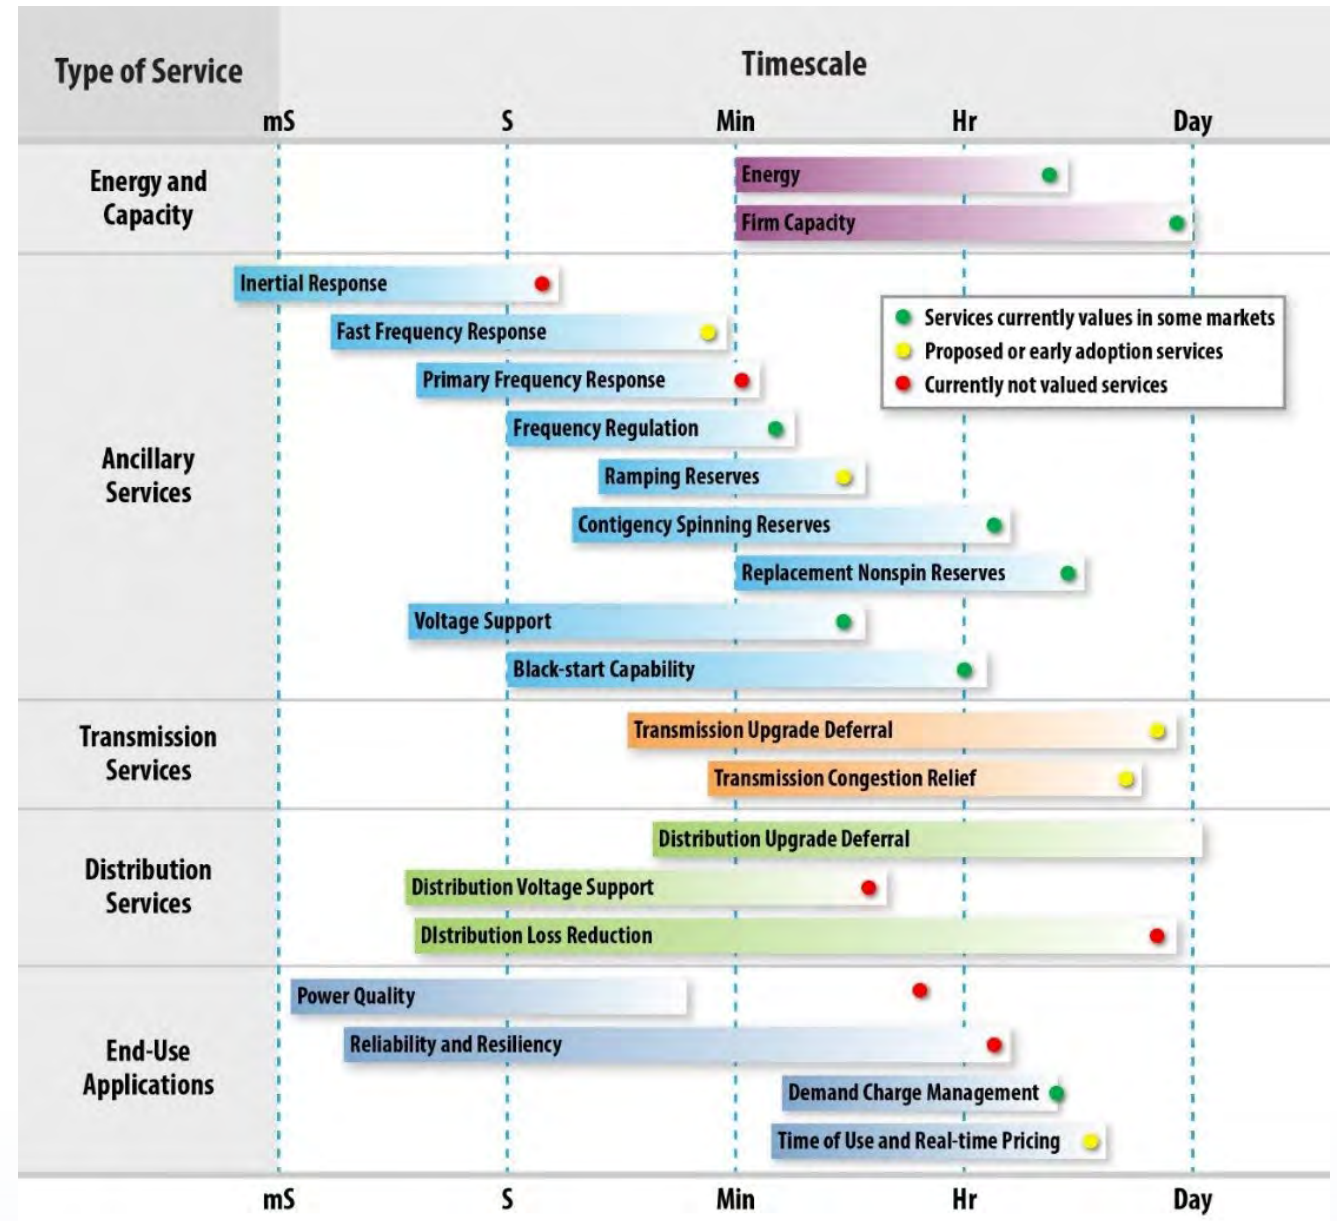 Type of Service
Timescale
mS S Min Hr Day
Energy and
Capacity
Energy
Firm Capacity
Ancillary
Services
Inertial Response
Fast Frequency Response
Primary Frequency Response
Frequency Regulation
Ramping Reserves
Contigency Spinning Reserves
Replacement Nonspin Reserves
Voltage Support
Black-start Capability
Services currently values in some markets
Proposed or early adoption services
Currently not valued services
Transmission
Services
Transmission Upgrade Deferral
Transmission Congestion Relief
Distribution
Services
Distribution Upgrade Deferral
Distribution Voltage Support
DIstribution Loss Reduction
End-Use
Applications
Power Quality
Reliability and Resiliency
Demand Charge Management
Time of Use and Real-time Pricing
mS S Min Hr Day